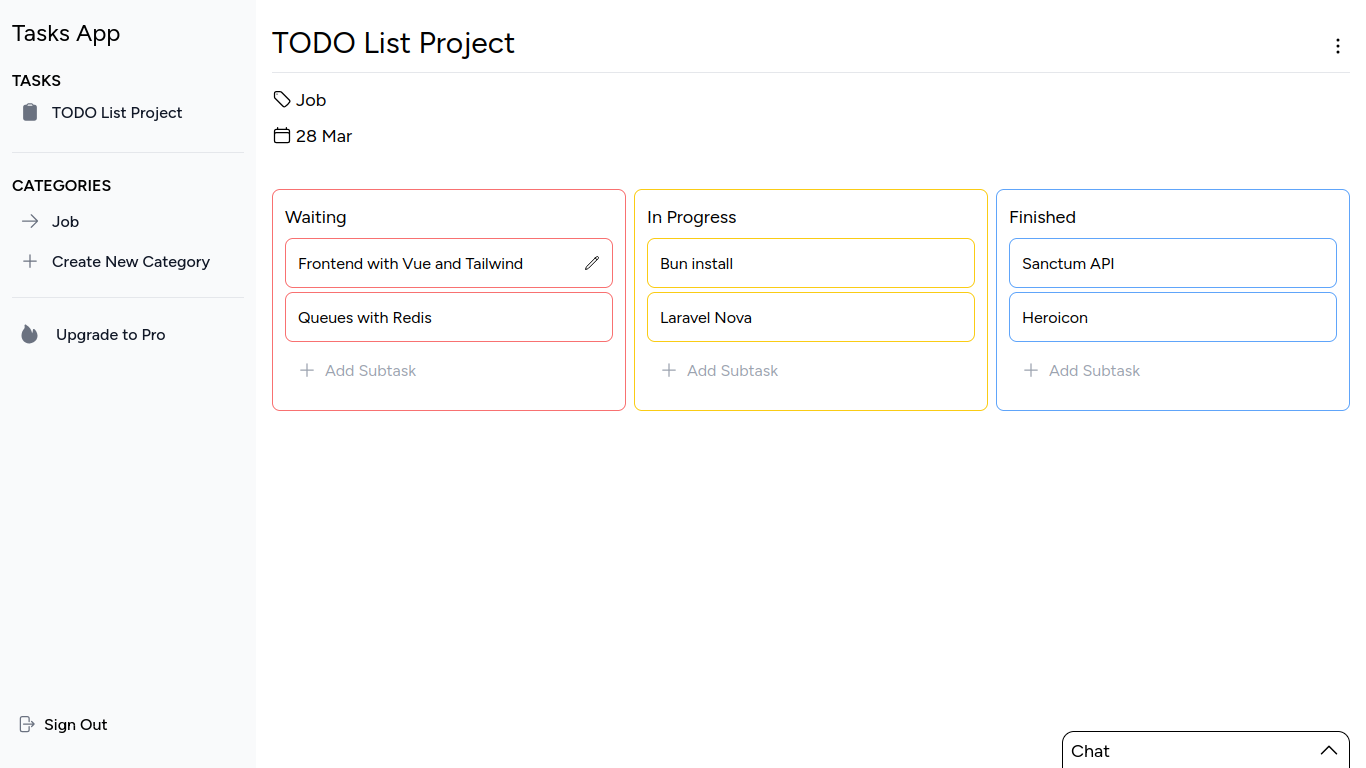 Tasks App
TASKS
TODO List Project
CATEGORIES
Job
Create New Category
Upgrade to Pro
Sign Out
TODO List Project
Job
28 Mar
Waiting
Frontend with Vue and Tailwind
Queues with Redis
Add Subtask
In Progress
Bun install
Laravel Nova
Add Subtask
Finished
Sanctum API
Heroicon
Add Subtask
Chat